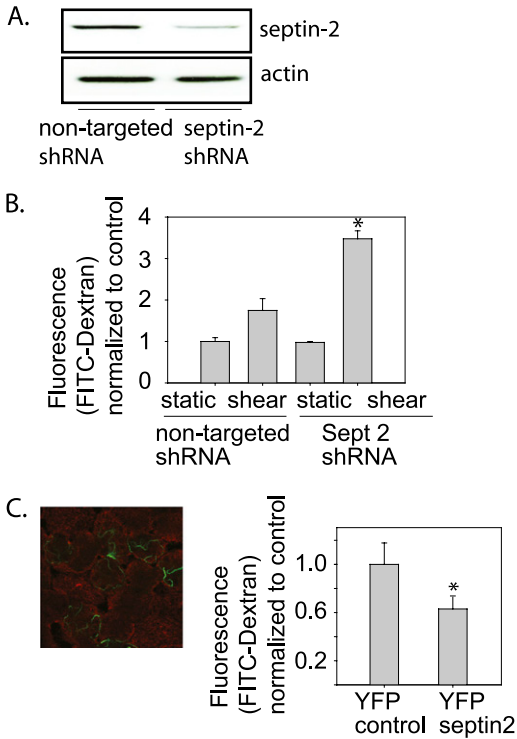 A.
septin-2
actin
non-targeted septin-2
shRNA shRNA
B.
Fluorescence
(FITC-Dextran)
normalized to control
4
3
2
1
0
*
static shear static shear
non-targeted Sept 2
shRNA shRNA
C.
Fluorescence
(FITC-Dextran)
normalized to control
1.0
0.6
0.2
*
YFP YFP
control septin2